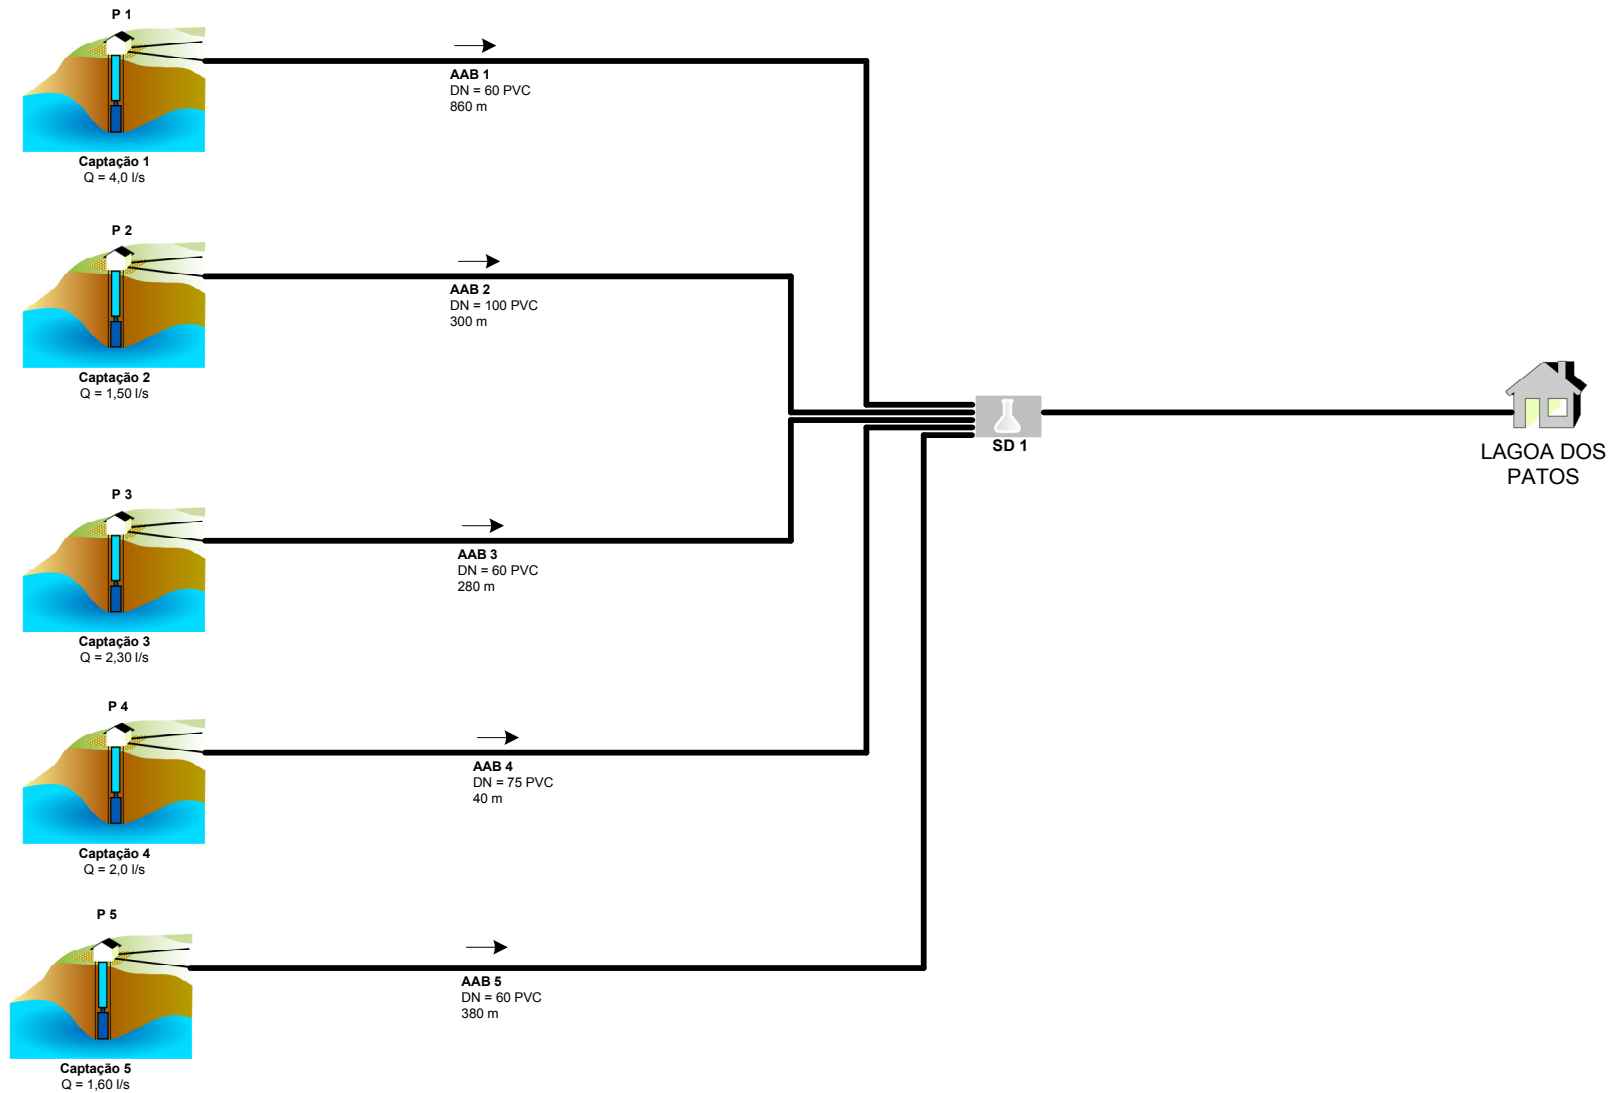 P 1
AAB 1
DN = 60 PVC
860 m
Captação 1
Q = 4,0 l/s
P 2
AAB 2
DN = 100 PVC
300 m
Captação 2
Q = 1,50 l/s
SD 1
LAGOA DOS
PATOS
P 3
AAB 3
DN = 60 PVC
280 m
Captação 3
Q = 2,30 l/s
P 4
AAB 4
DN = 75 PVC
40 m
Captação 4
Q = 2,0 l/s
P 5
AAB 5
DN = 60 PVC
380 m
Captação 5
Q = 1,60 l/s